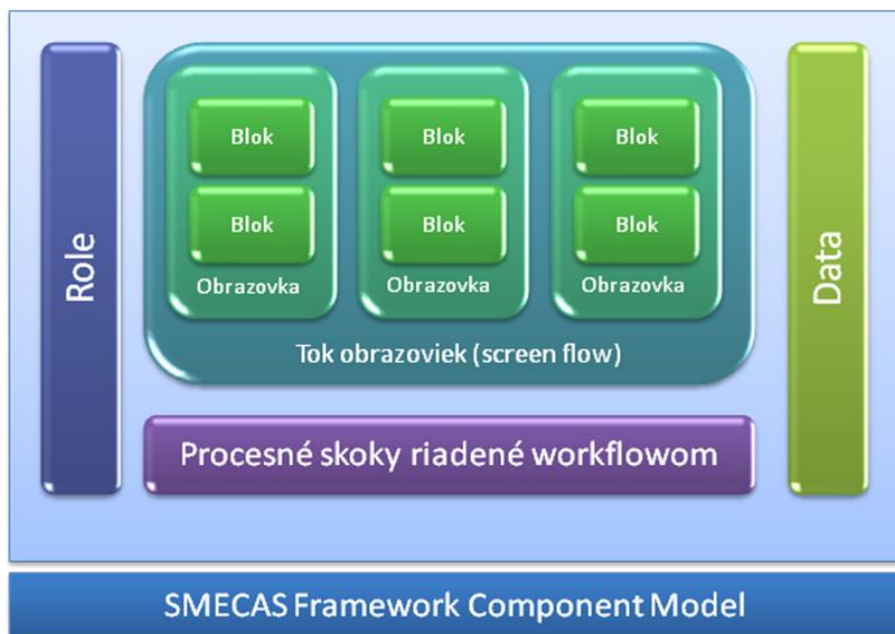 Role
Blok
Blok
Obrazovka
Blok
Blok
Obrazovka
Blok
Blok
Obrazovka
Tok obrazoviek (screen flow)
Procesné skoky riadené workflowom
Data
SMECAS Framework Component Model